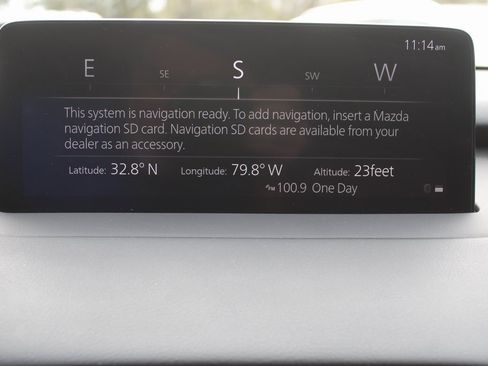 11:14am
E SE S SW W
This system is navigation ready. To add navigation, insert a Mazda
navigation SD card. Navigation SD cards are available from your
dealer as an accessory.
Latitude: 32.8° N Longitude: 79.8° W Altitude: 23feet
FM 100.9 One Day